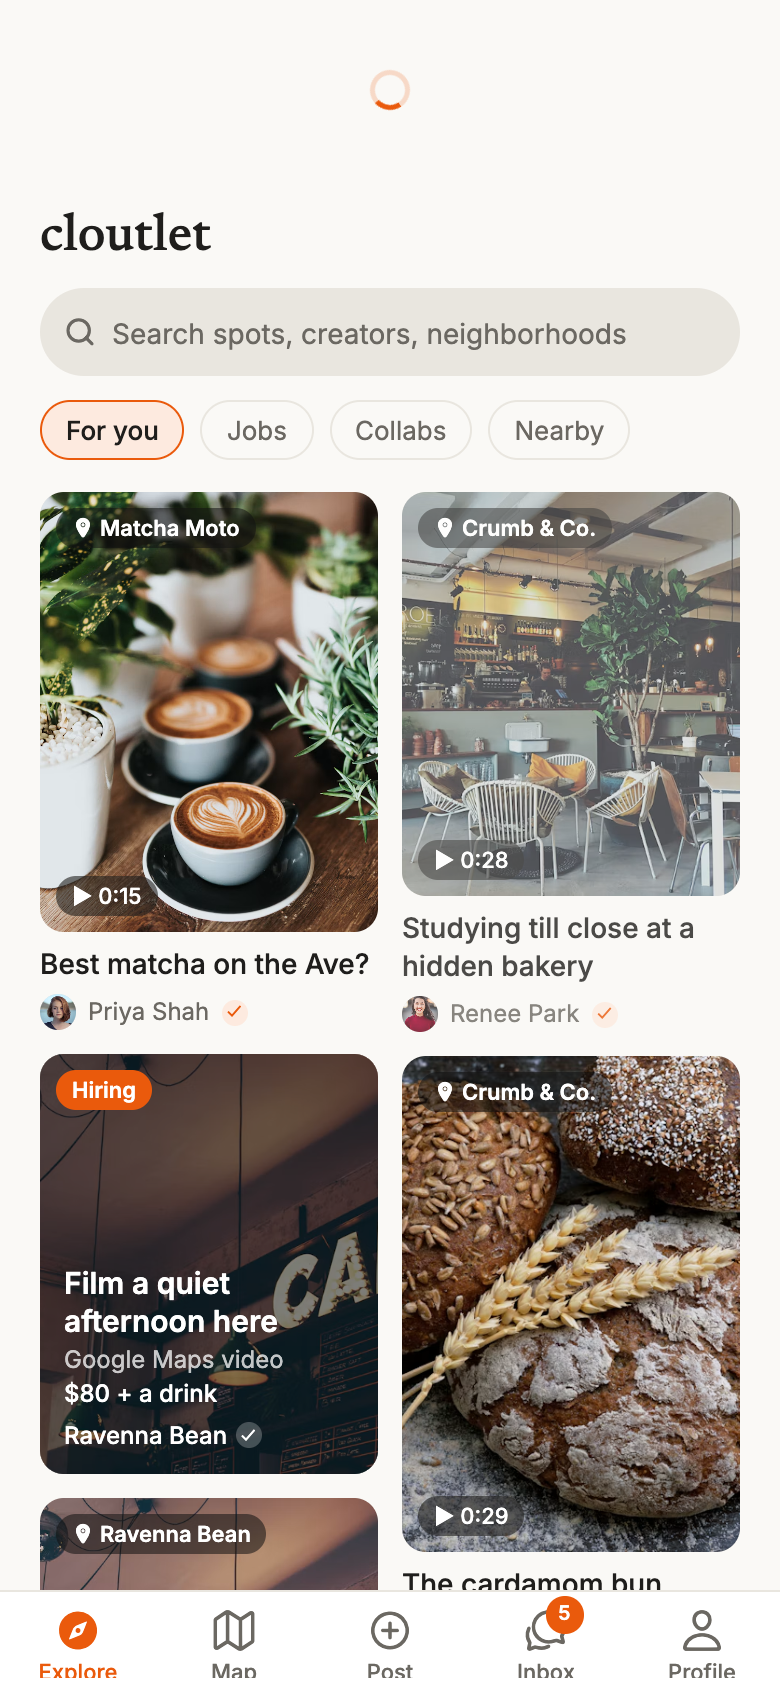 cloutlet
Search spots, creators, neighborhoods
For you
Jobs
Collabs
Nearby
Matcha Moto
0:15
Best matcha on the Ave?
Priya Shah
Crumb & Co.
0:28
Studying till close at a
hidden bakery
Renee Park
Hiring
CA
Film a quiet
afternoon here
Google Maps video
$80 + a drink
Ravenna Bean
Crumb & Co.
0:29
The cardamom bun
Ravenna Bean
5
Explore
Map
Post
Inbox
Profile